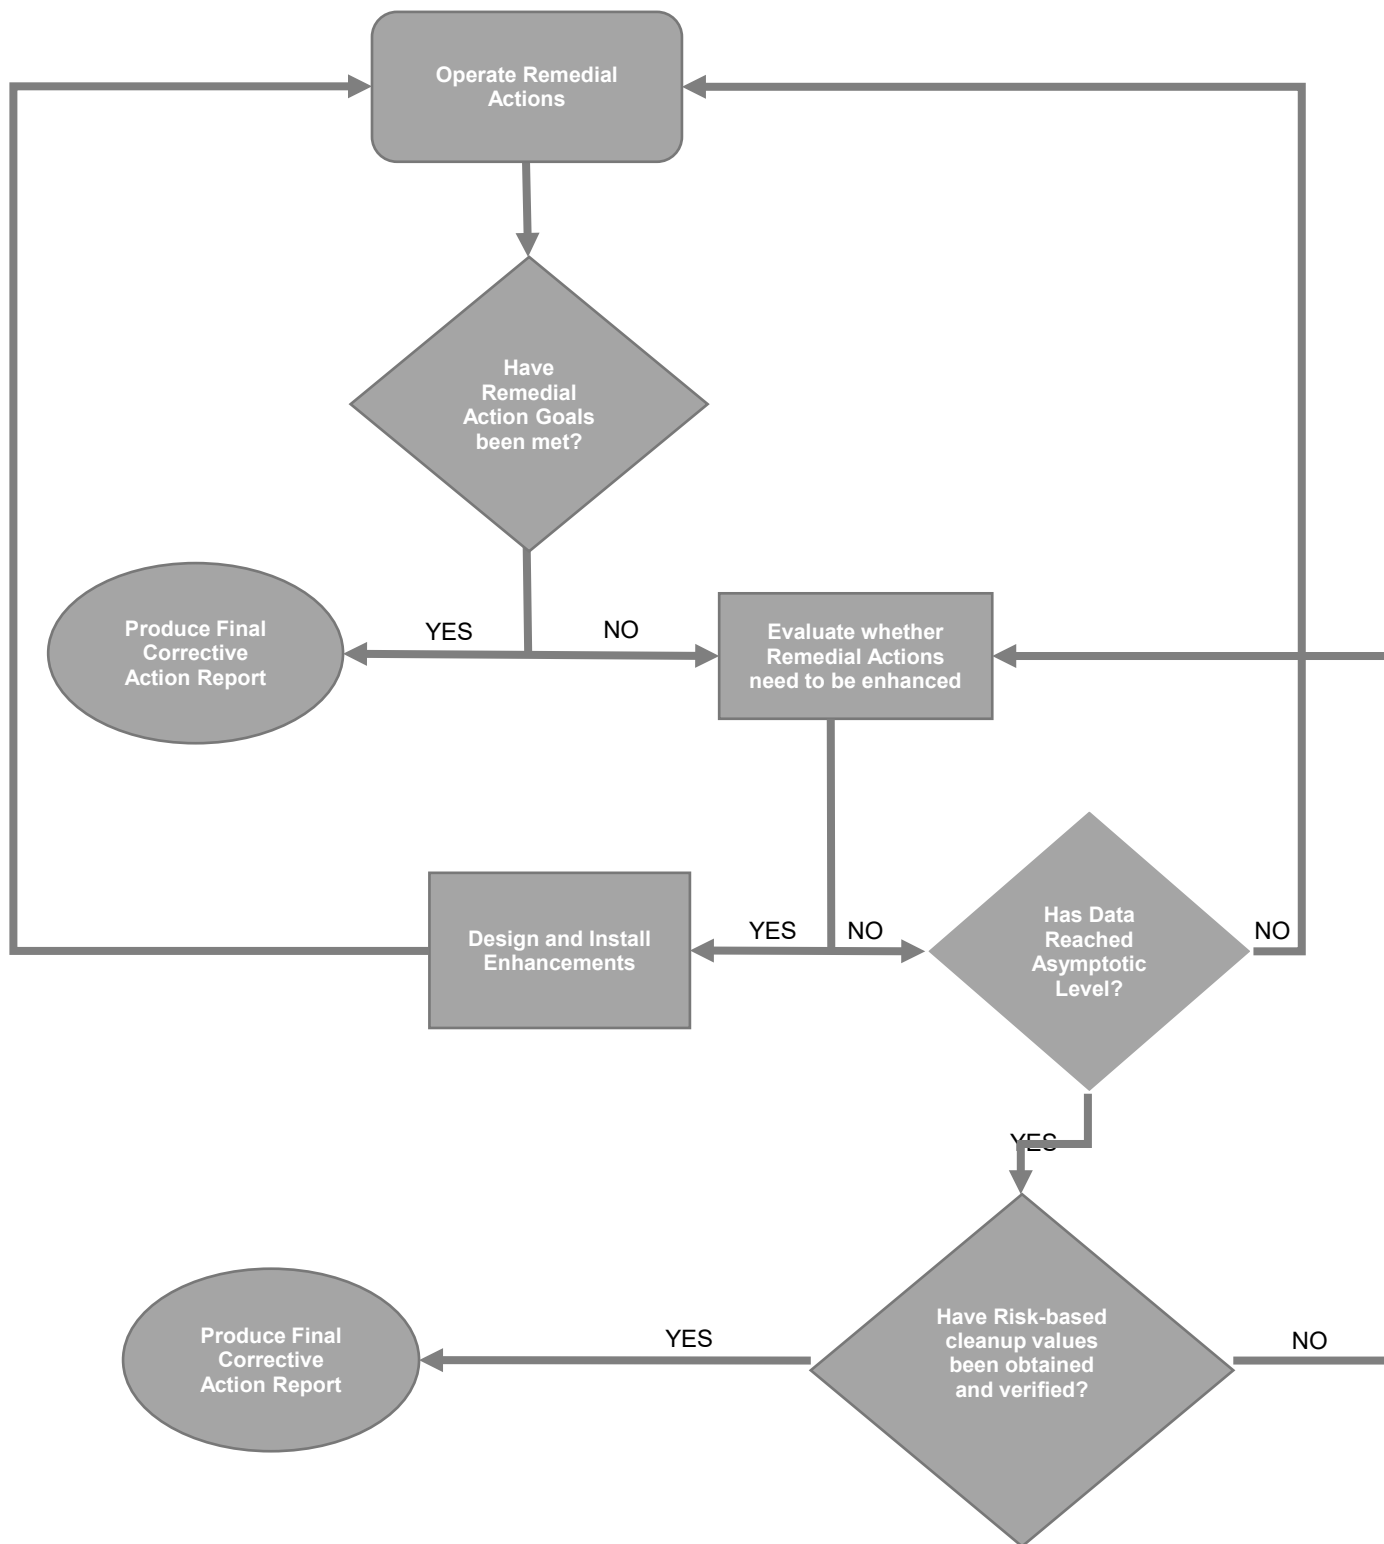 Operate Remedial
Actions
Have
Remedial
Action Goals
been met?
Produce Final
Corrective
Action Report
YES
NO
Evaluate whether
Remedial Actions
need to be enhanced
Design and Install
Enhancements
YES
NO
Has Data
Reached
Asymptotic
Level?
NO
YES
Produce Final
Corrective
Action Report
YES
Have Risk-based
cleanup values
been obtained
and verified?
NO